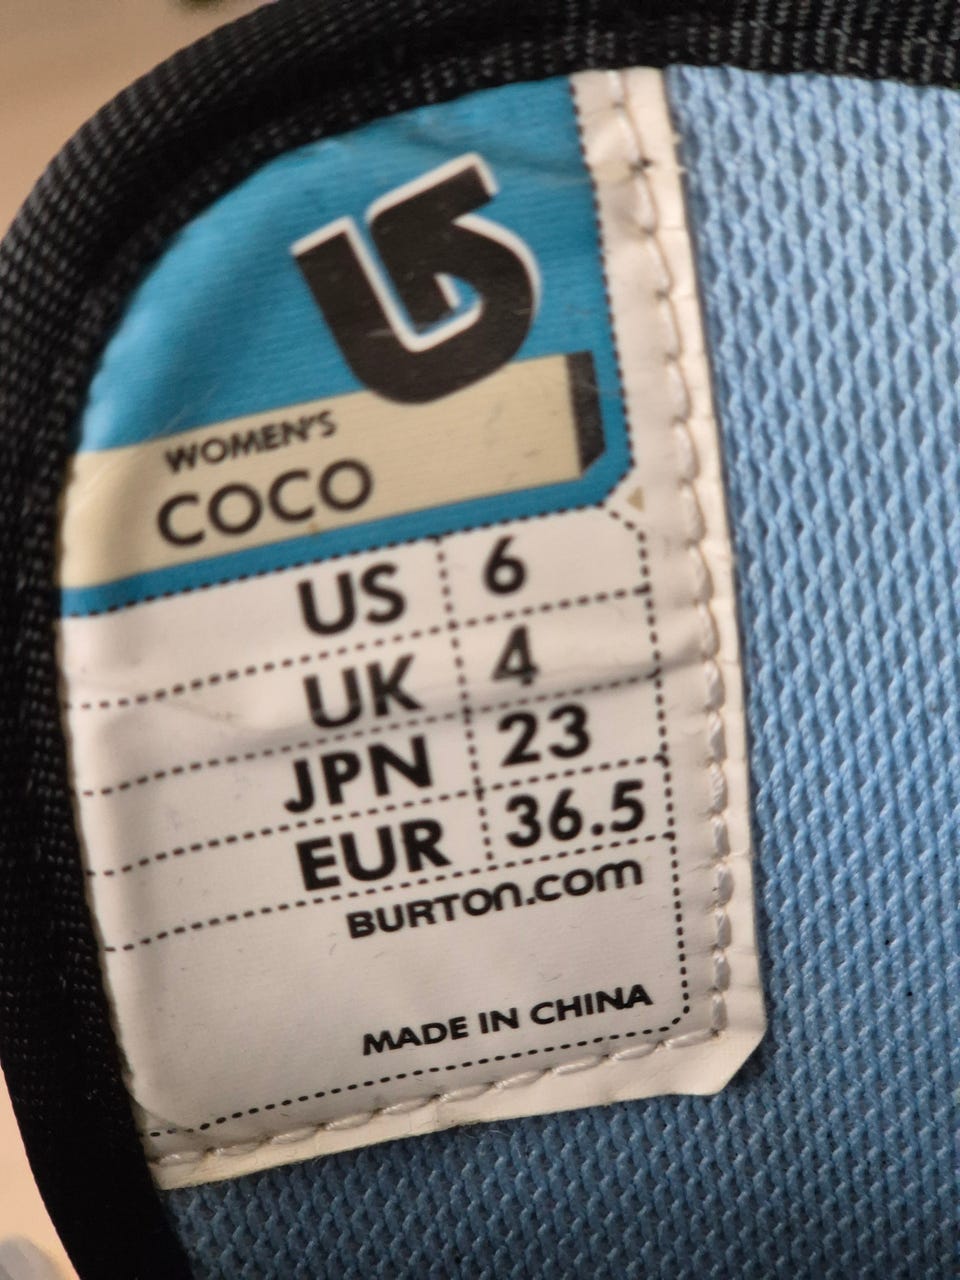 WOMEN'S
COCO
US 6
UK 4
JPN 23
EUR 36.5
BURTON.COM
MADE IN CHINA